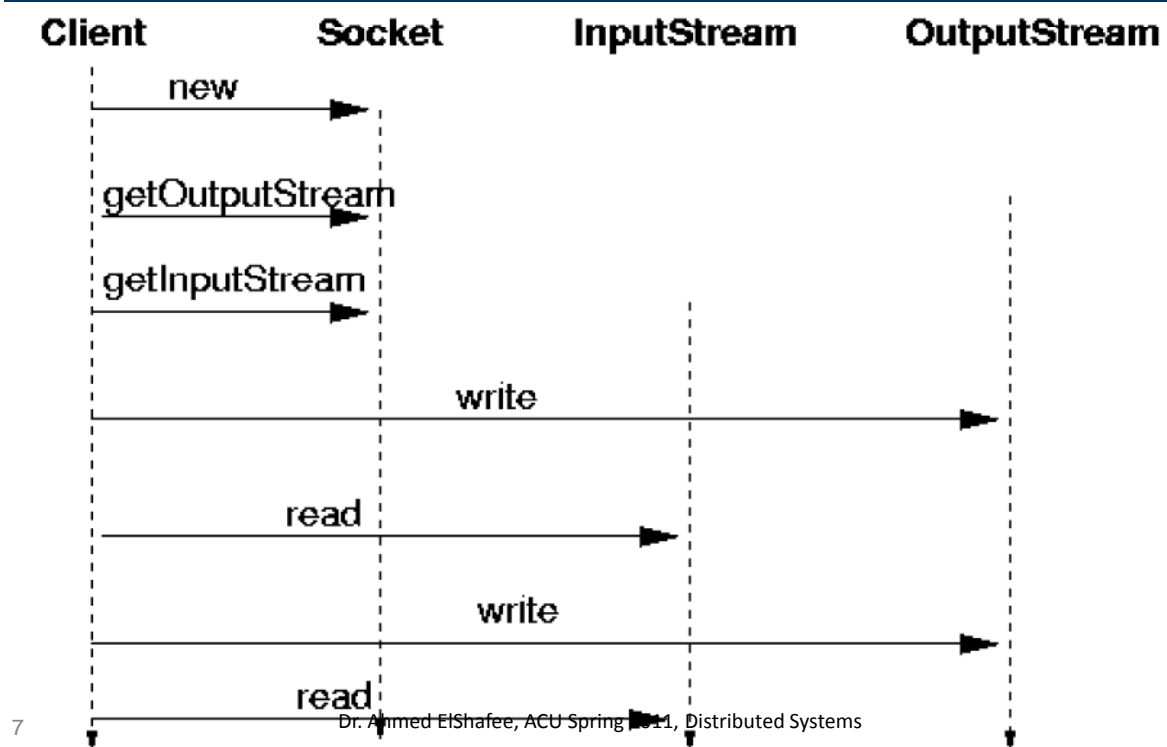 Client Socket InputStream OutputStream
new
getOutputStream
getInputStream
write
read
write
read
7 Dr. Ahmed ElShafee, ACU Spring 2011, Distributed Systems